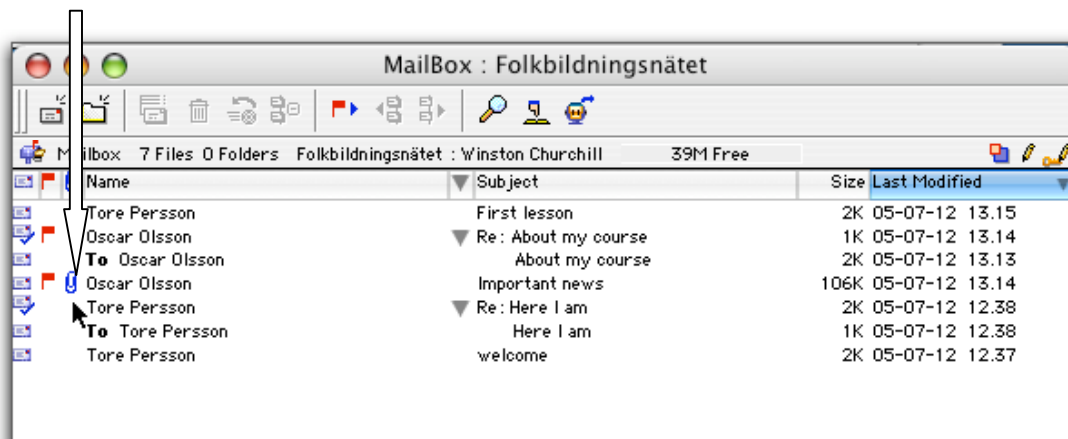 MailBox : Folkbildningsnätet
Mailbox 7 Files 0 Folders Folkbildningsnätet : Winston Churchill 39M Free
Name Subject Size Last Modified
Tore Persson First lesson 2K 05-07-12 13.15
Oscar Olsson Re: About my course 1K 05-07-12 13.14
To Oscar Olsson About my course 2K 05-07-12 13.13
Oscar Olsson Important news 106K 05-07-12 13.14
Tore Persson Re: Here I am 2K 05-07-12 12.38
To Tore Persson Here I am 1K 05-07-12 12.38
Tore Persson welcome 2K 05-07-12 12.37